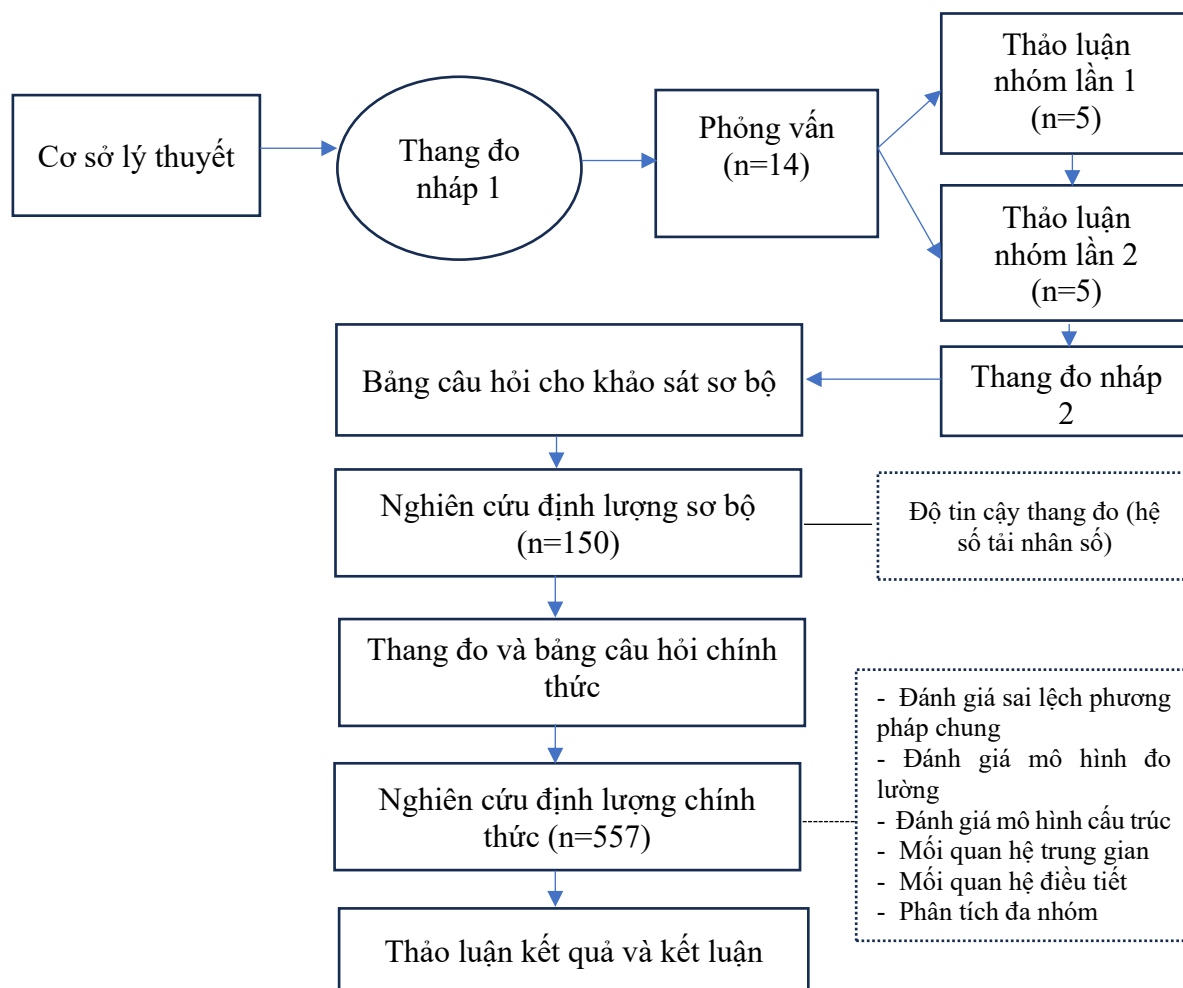 Cơ sở lý thuyết
Thang đo
nháp 1
Phỏng vấn
(n=14)
Thảo luận
nhóm lần 1
(n=5)
Thảo luận
nhóm lần 2
(n=5)
Thang đo nháp
2
Bảng câu hỏi cho khảo sát sơ bộ
Nghiên cứu định lượng sơ bộ
(n=150)
Độ tin cậy thang đo (hệ
số tải nhân số)
Thang đo và bảng câu hỏi chính
thức
Nghiên cứu định lượng chính
thức (n=557)
- Đánh giá sai lệch phương
pháp chung
- Đánh giá mô hình đo
lường
- Đánh giá mô hình cấu trúc
- Mối quan hệ trung gian
- Mối quan hệ điều tiết
- Phân tích đa nhóm
Thảo luận kết quả và kết luận